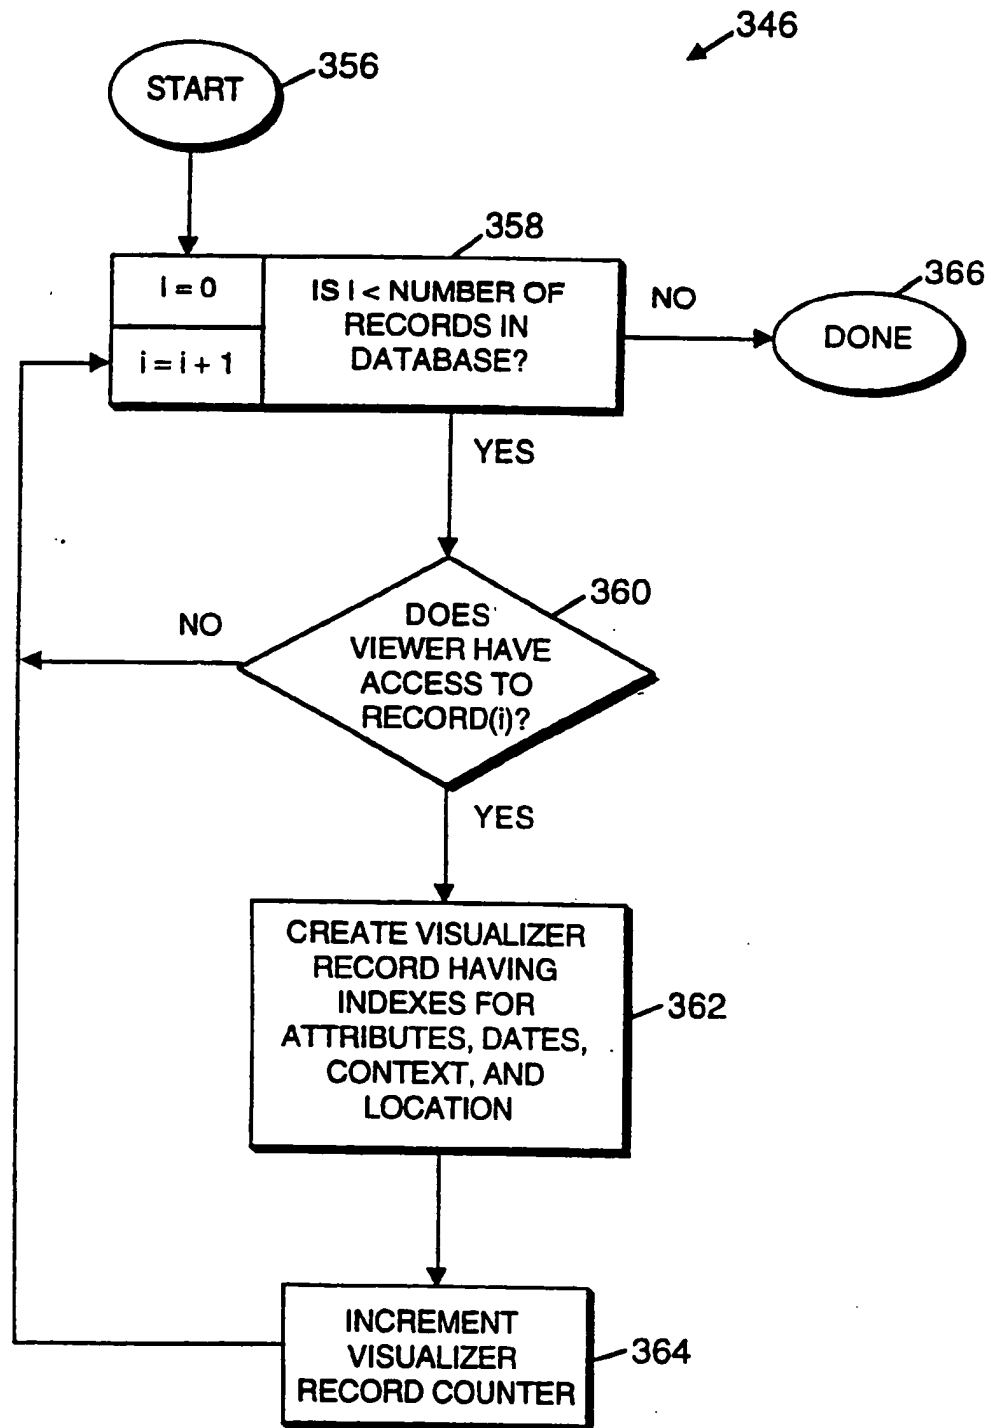 346
START
356
358
i = 0
i = i + 1
IS I < NUMBER OF
RECORDS IN
DATABASE?
NO
366
DONE
YES
360
DOES
VIEWER HAVE
ACCESS TO
RECORD(i)?
NO
YES
CREATE VISUALIZER
RECORD HAVING
INDEXES FOR
ATTRIBUTES, DATES,
CONTEXT, AND
LOCATION
362
INCREMENT
VISUALIZER
RECORD COUNTER
364